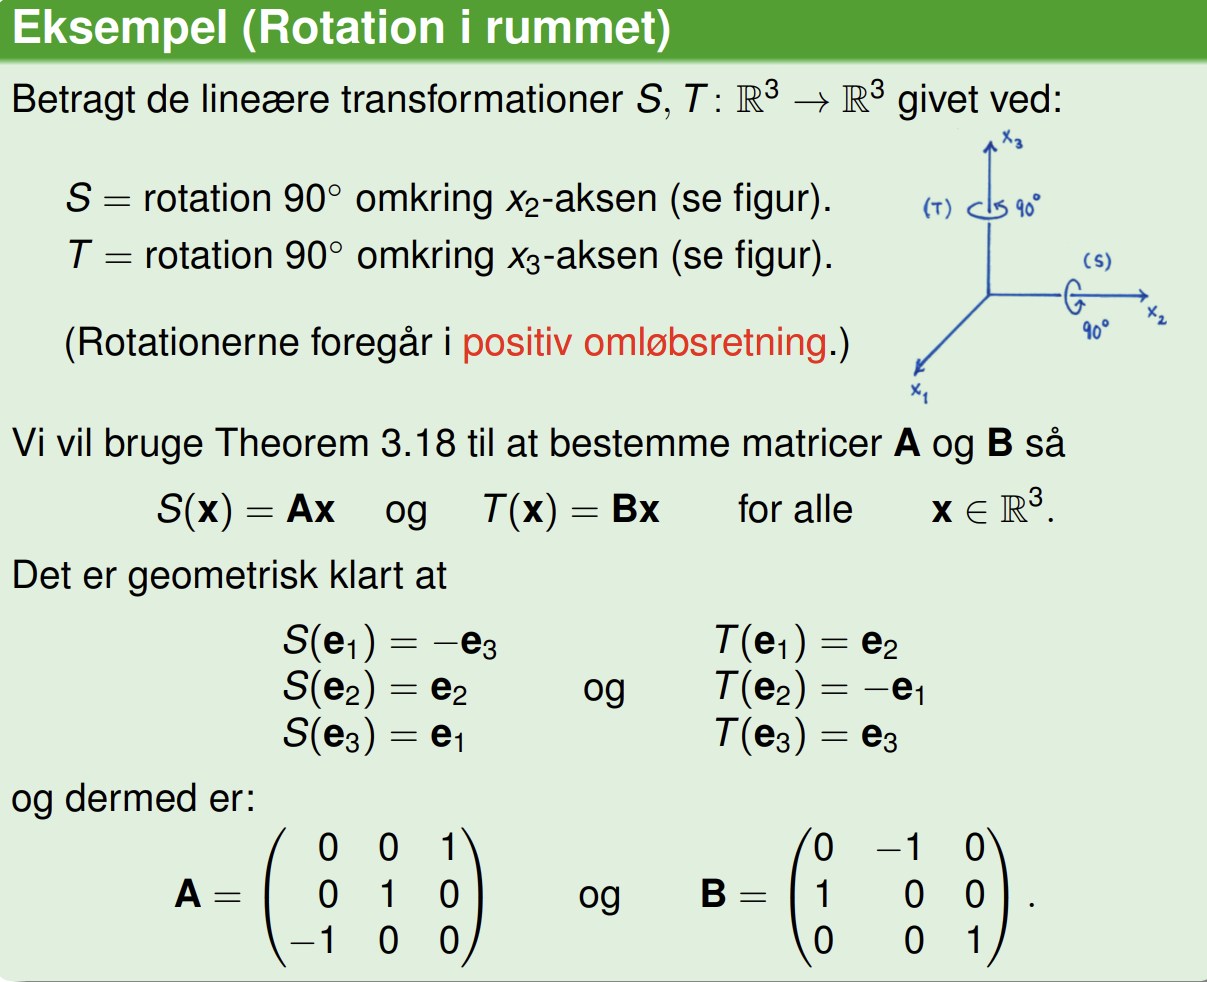 Eksempel (Rotation i rummet)
Betragt de lineære transformationer S, T : ℝ³ → ℝ³ givet ved:
x₃
S = rotation 90° omkring x₂-aksen (se figur).
(T) 90°
T = rotation 90° omkring x₃-aksen (se figur).
(S)
x₂
90°
(Rotationerne foregår i positiv omløbsretning.)
x₁
Vi vil bruge Theorem 3.18 til at bestemme matricer A og B så
S(x) = Ax og T(x) = Bx for alle x ∈ ℝ³.
Det er geometrisk klart at
S(e₁) = −e₃ T(e₁) = e₂
S(e₂) = e₂ og T(e₂) = −e₁
S(e₃) = e₁ T(e₃) = e₃
og dermed er:
0 0 1 0 −1 0
A = 0 1 0 og B = 1 0 0 .
−1 0 0 0 0 1